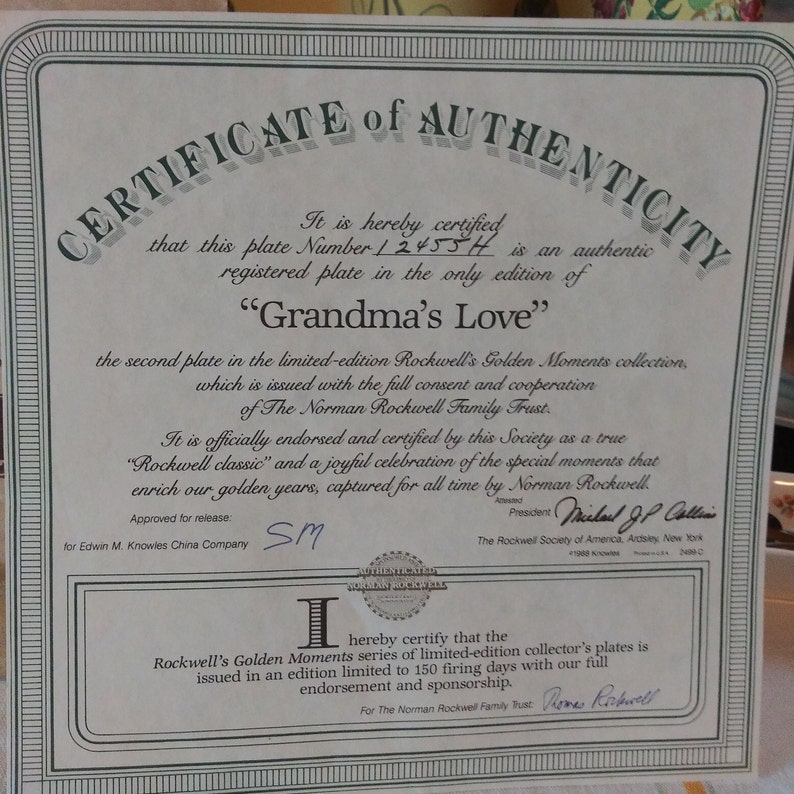 CERTIFICATE of AUTHENTICITY
It is hereby certified
that this plate Number 12455H is an authentic
registered plate in the only edition of
“Grandma’s Love”
the second plate in the limited-edition Rockwell's Golden Moments collection,
which is issued with the full consent and cooperation
of The Norman Rockwell Family Trust.
It is officially endorsed and certified by this Society as a true
“Rockwell classic” and a joyful celebration of the special moments that
enrich our golden years, captured for all time by Norman Rockwell.
Approved for release:
for Edwin M. Knowles China Company SM
Attested
President Michael J P Collins
The Rockwell Society of America, Ardsley, New York
©1988 Knowles Printed in U.S.A. 2499-C
AUTHENTICATED
NORMAN ROCKWELL
I hereby certify that the
Rockwell's Golden Moments series of limited-edition collector's plates is
issued in an edition limited to 150 firing days with our full
endorsement and sponsorship.
For The Norman Rockwell Family Trust: Thomas Rockwell